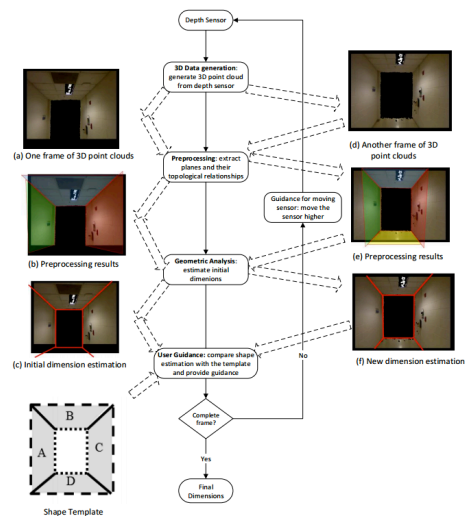 Depth Sensor
3D Data generation:
generate 3D point cloud
from depth sensor
(a) One frame of 3D point clouds
(d) Another frame of 3D
point clouds
Preprocessing: extract
planes and their
topological relationships
Guidance for moving
sensor: move the
sensor higher
(b) Preprocessing results
(e) Preprocessing results
Geometric Analysis:
estimate initial
dimenions
(c) Initial dimension estimation
User Guidance: compare shape
estimation with the template
and provide guidance
No
(f) New dimension estimation
Complete
frame?
Yes
Final
Dimensions
B
A
C
D
Shape Template